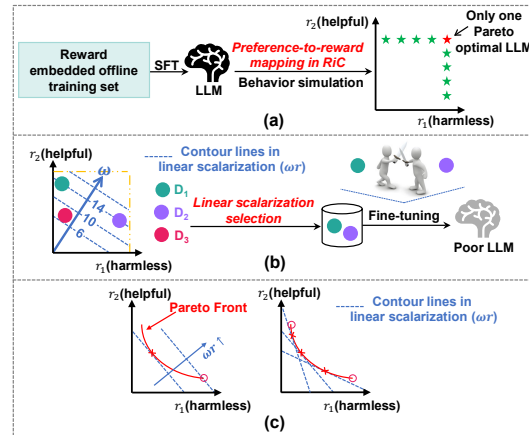 Reward
embedded offline
training set
SFT
LLM
Preference-to-reward
mapping in RiC
Behavior simulation
r₂(helpful)
r₁(harmless)
Only one
Pareto
optimal LLM
(a)
r₂(helpful)
ω
14
10
6
r₁(harmless)
Contour lines in
linear scalarization (ωr)
D₁
D₂
D₃
Linear scalarization
selection
Fine-tuning
Poor LLM
(b)
r₂(helpful)
Pareto Front
ωr ↑
r₁(harmless)
r₂(helpful)
r₁(harmless)
Contour lines in
linear scalarization (ωr)
(c)